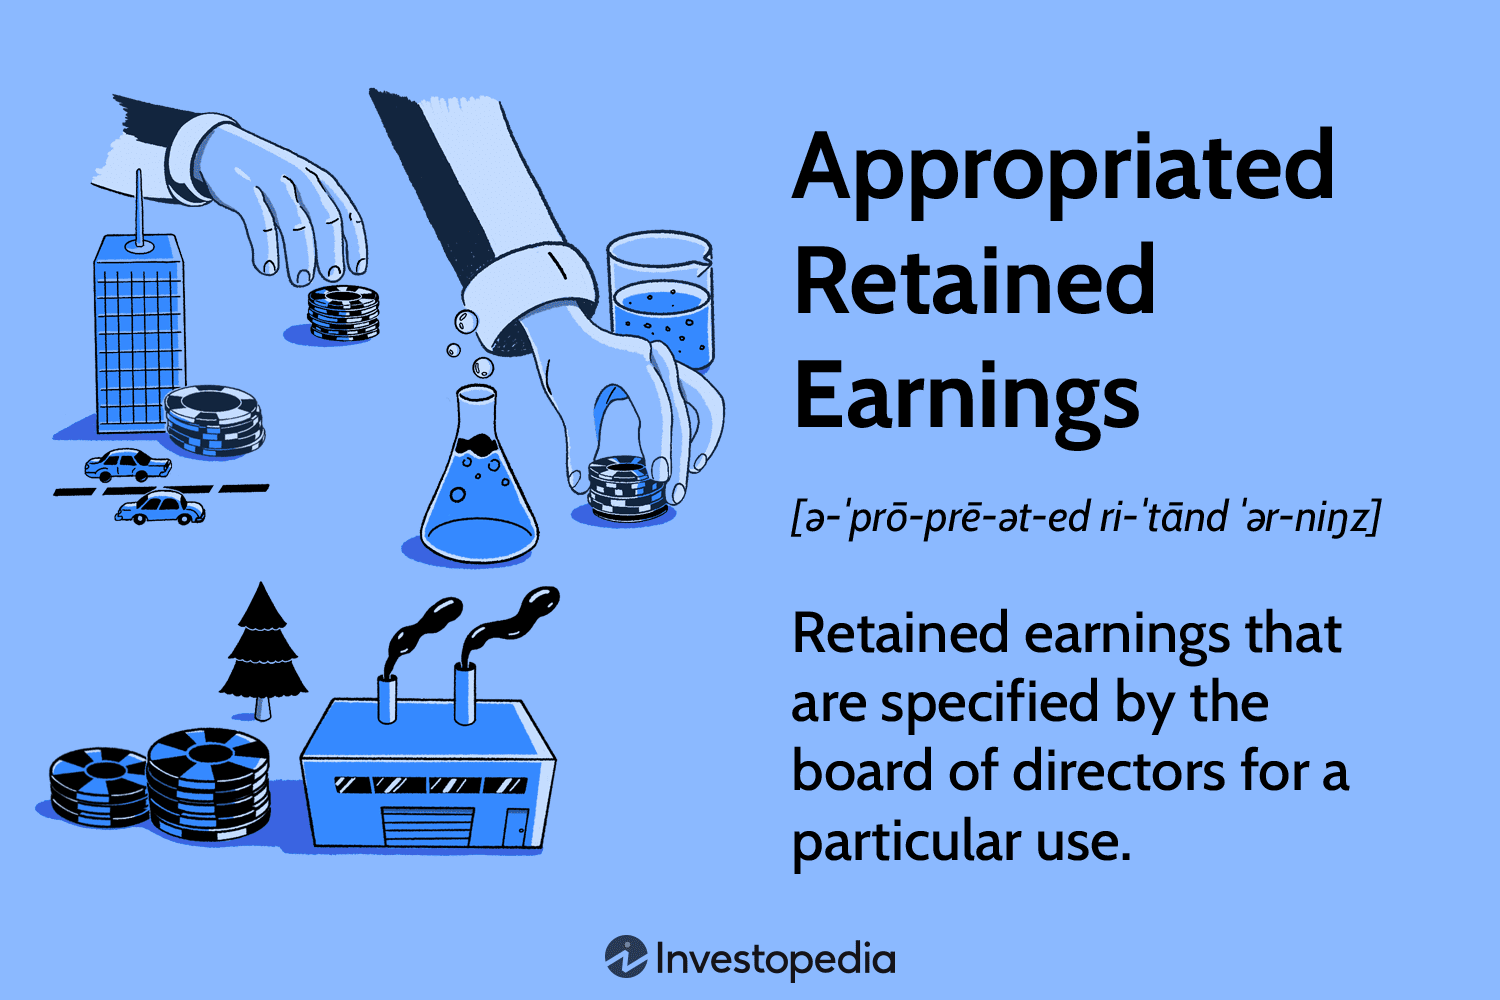 Appropriated
Retained
Earnings
[ə-ˈprō-prē-ət-ed ri-ˈtānd ˈər-niŋz]
Retained earnings that
are specified by the
board of directors for a
particular use.
Investopedia